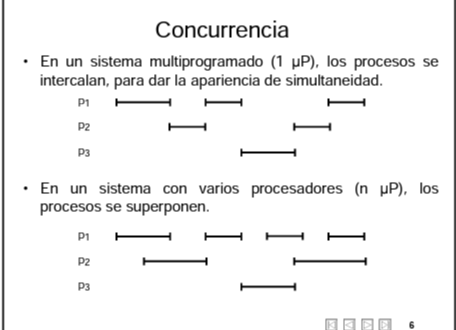 Concurrencia
• En un sistema multiprogramado (1 μP), los procesos se
intercalan, para dar la apariencia de simultaneidad.
P1
P2
P3
• En un sistema con varios procesadores (n μP), los
procesos se superponen.
P1
P2
P3
6